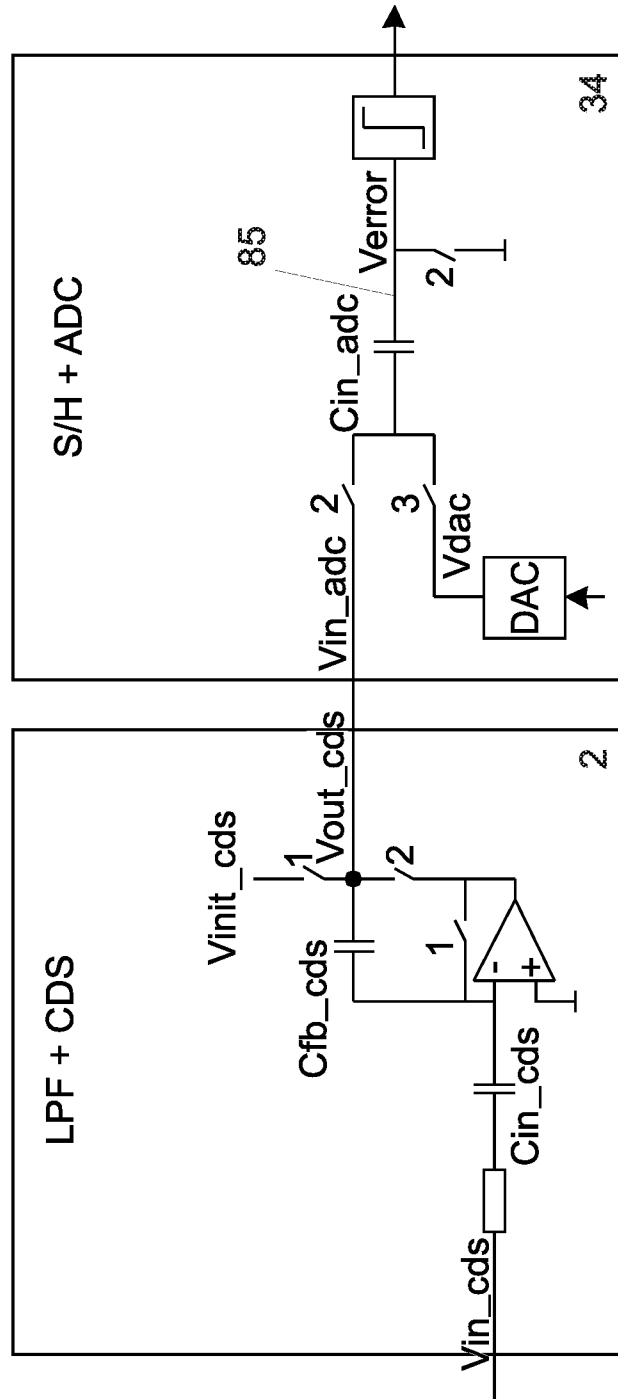 LPF + CDS
Vinit_cds
1
Vout_cds
Cfb_cds
2
1
-
+
Cin_cds
Vin_cds
2
S/H + ADC
85
Vin_adc
2
Cin_adc
Verror
2
3
Vdac
DAC
34